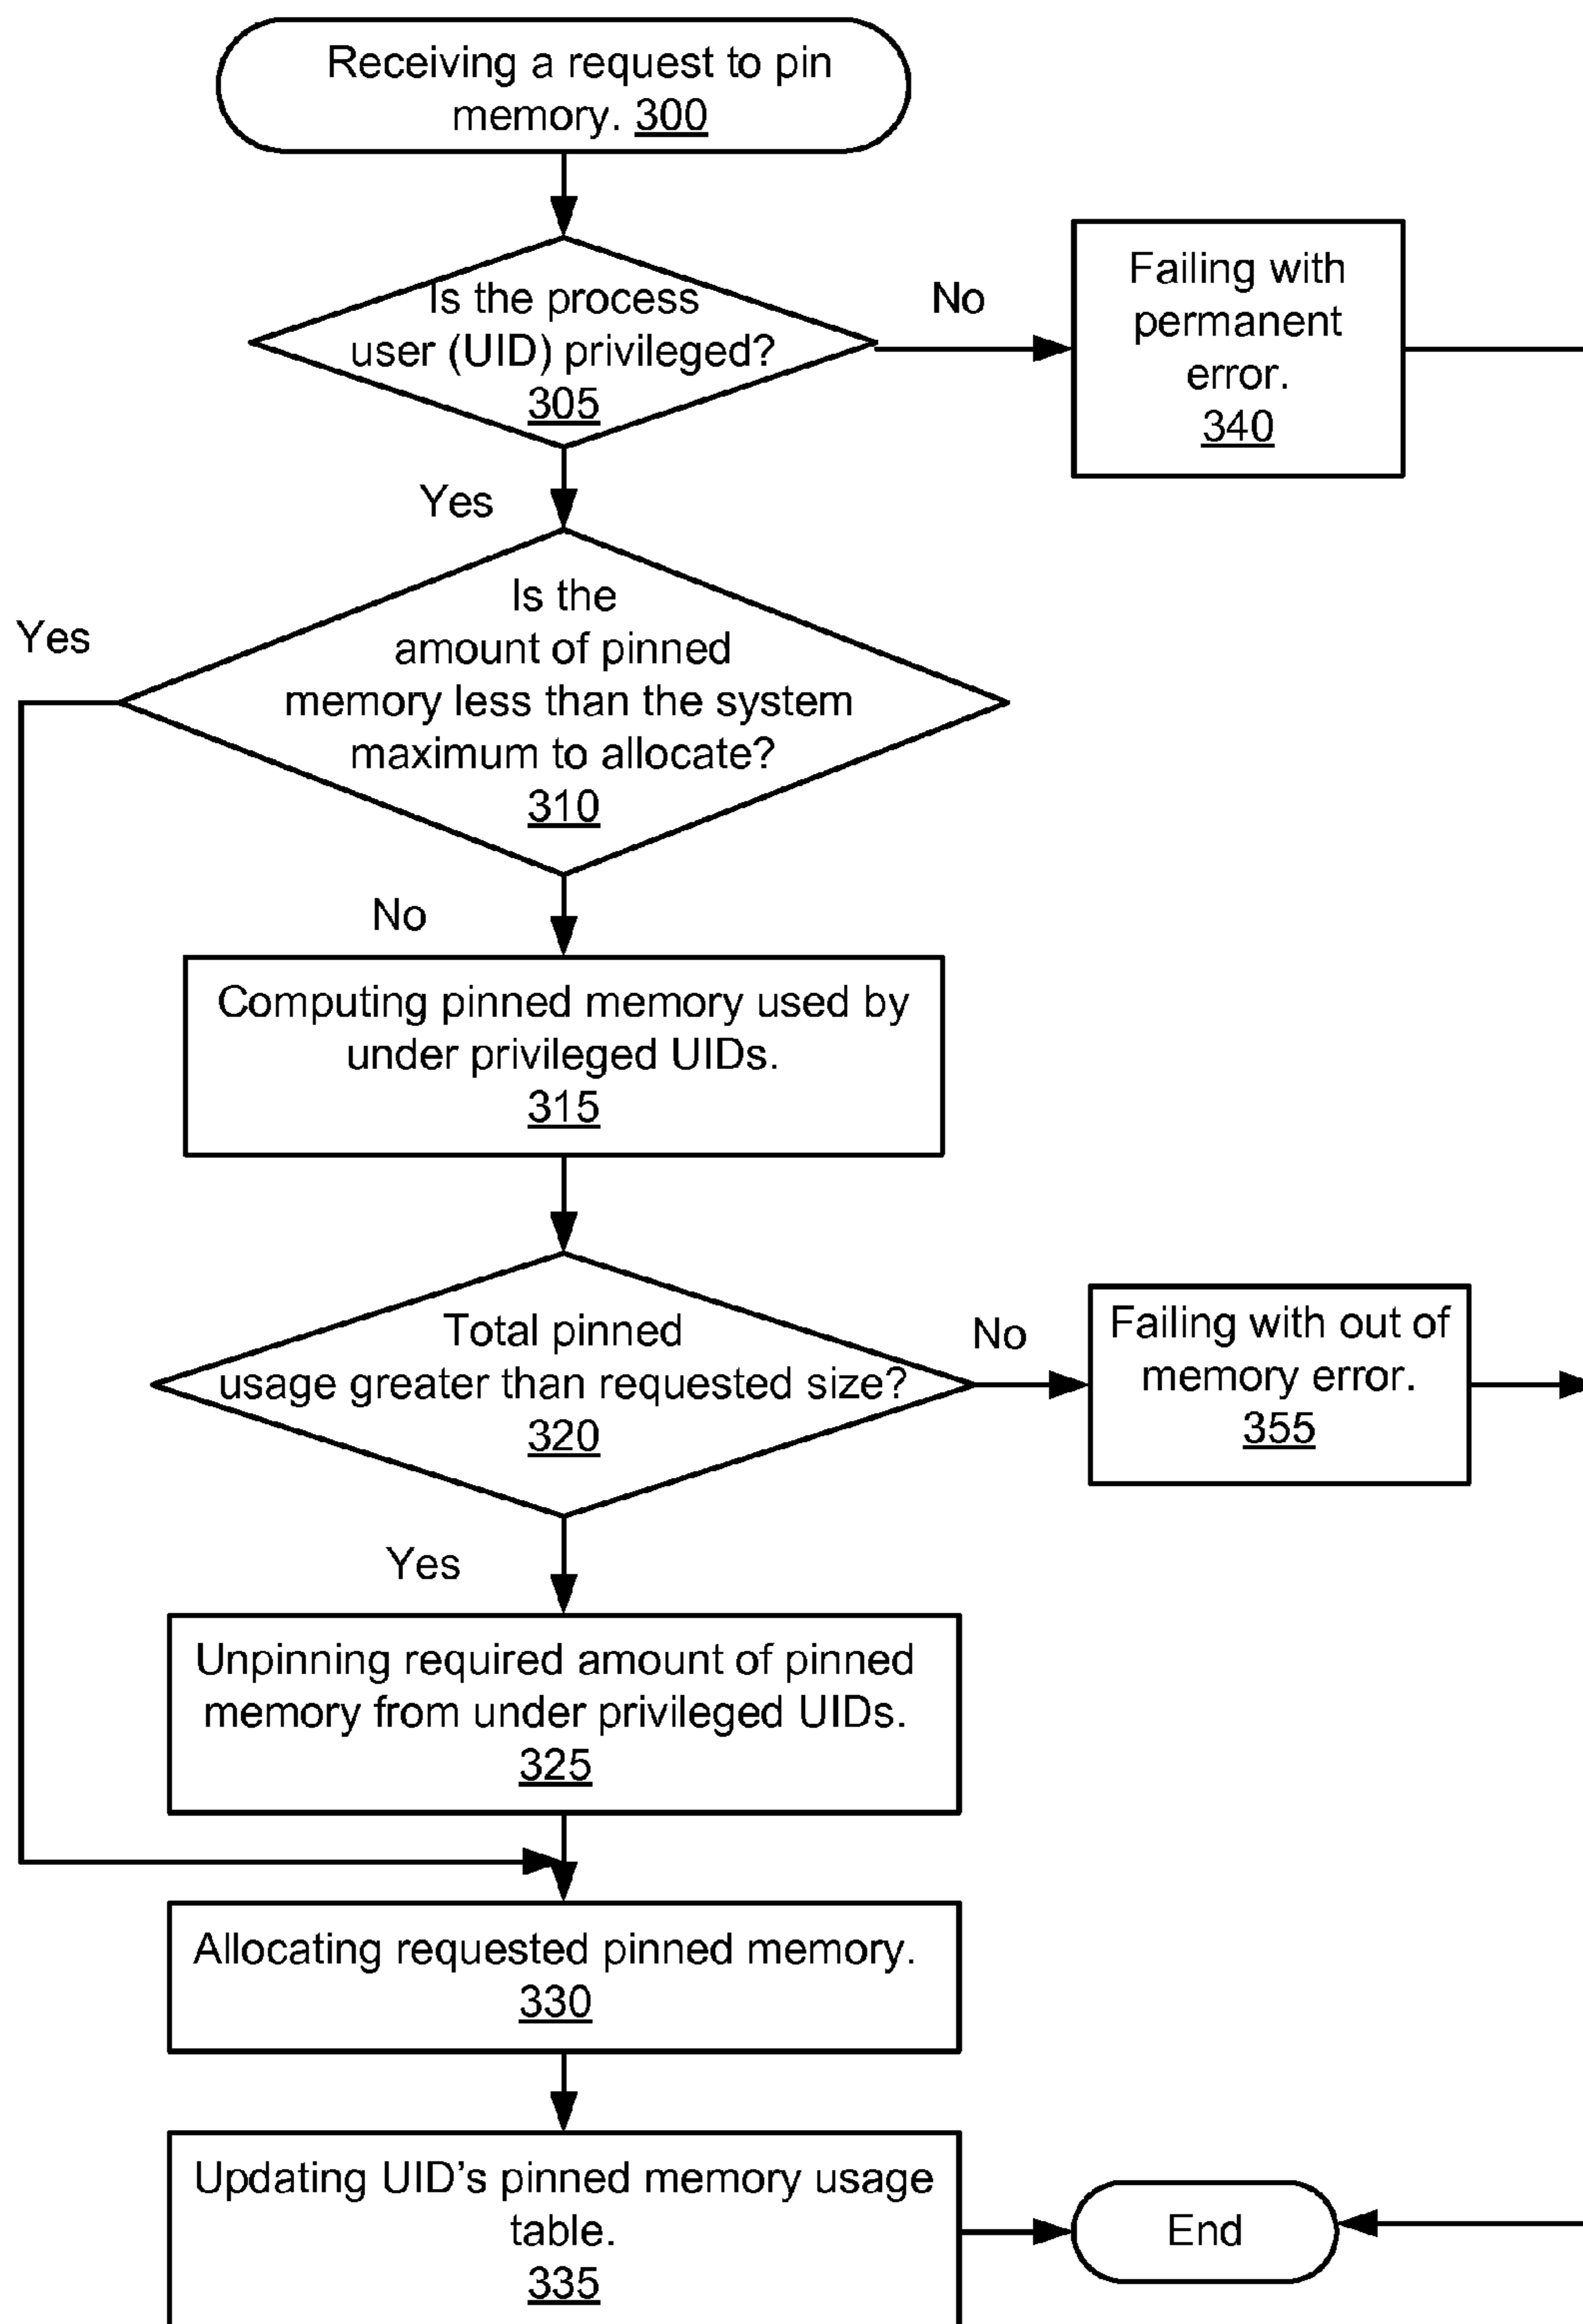 Receiving a request to pin
memory. 300
Is the process
user (UID) privileged?
305
No
Failing with
permanent
error.
340
Yes
Is the
amount of pinned
memory less than the system
maximum to allocate?
310
Yes
No
Computing pinned memory used by
under privileged UIDs.
315
Total pinned
usage greater than requested size?
320
No
Failing with out of
memory error.
355
Yes
Unpinning required amount of pinned
memory from under privileged UIDs.
325
Allocating requested pinned memory.
330
Updating UID’s pinned memory usage
table.
335
End